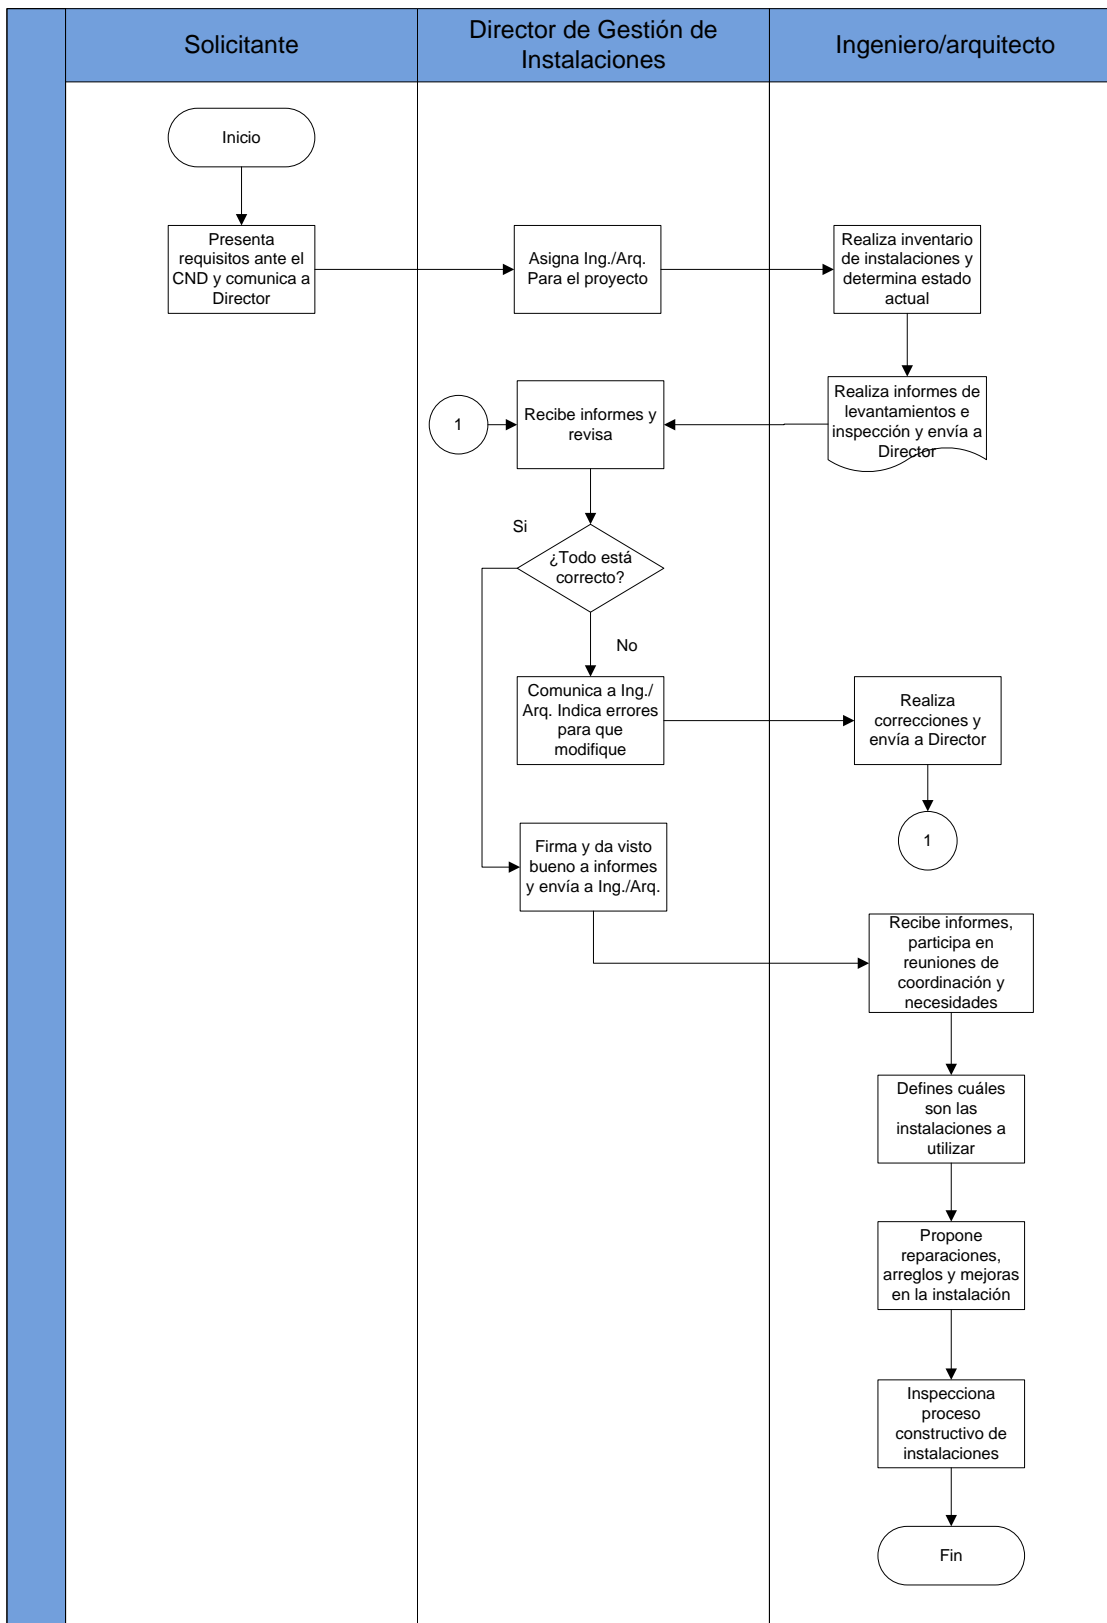 Solicitante
Director de Gestión de
Instalaciones
Ingeniero/arquitecto
Inicio
Presenta
requisitos ante el
CND y comunica a
Director
Asigna Ing./Arq.
Para el proyecto
Realiza inventario
de instalaciones y
determina estado
actual
1
Recibe informes y
revisa
Realiza informes de
levantamientos e
inspección y envía a
Director
Si
¿Todo está
correcto?
No
Comunica a Ing./
Arq. Indica errores
para que
modifique
Realiza
correcciones y
envía a Director
1
Firma y da visto
bueno a informes
y envía a Ing./Arq.
Recibe informes,
participa en
reuniones de
coordinación y
necesidades
Defines cuáles
son las
instalaciones a
utilizar
Propone
reparaciones,
arreglos y mejoras
en la instalación
Inspecciona
proceso
constructivo de
instalaciones
Fin